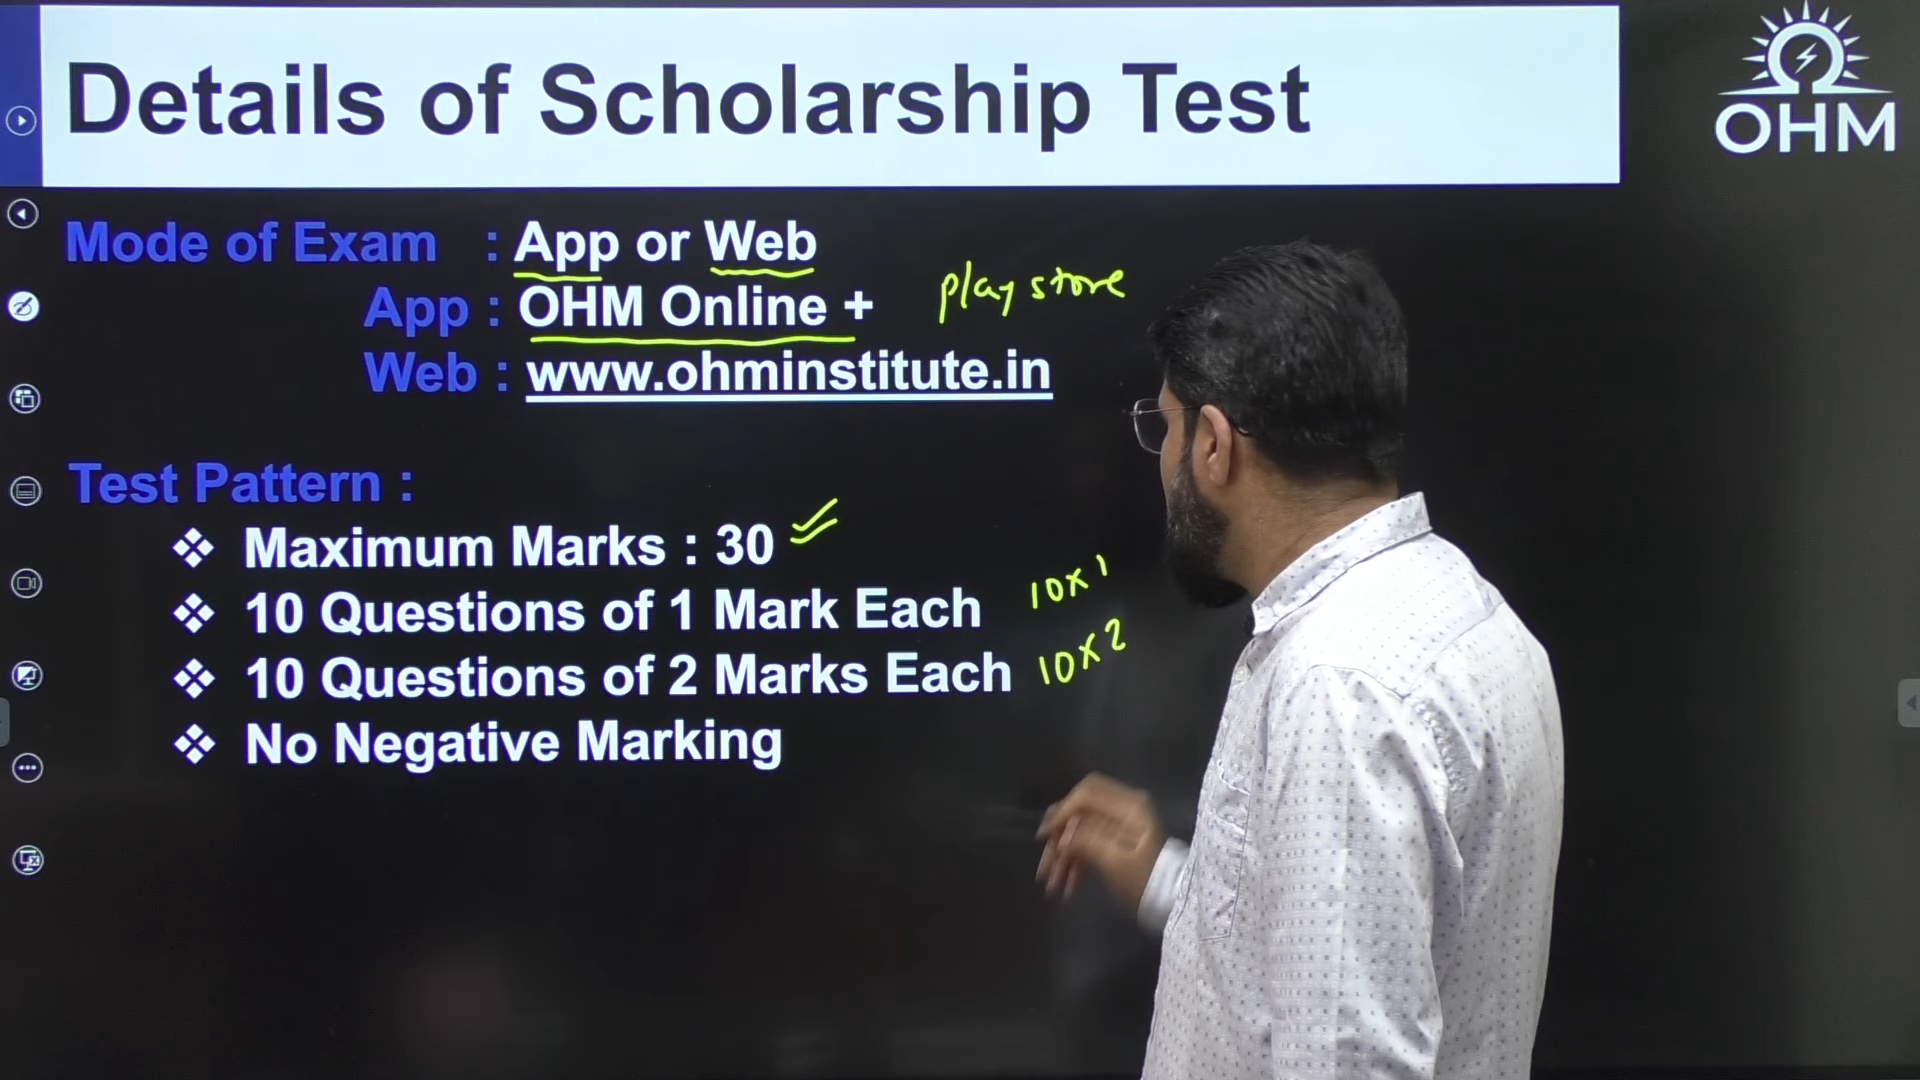 Details of Scholarship Test
OHM
Mode of Exam : App or Web
App : OHM Online + play store
Web : www.ohminstitute.in
Test Pattern :
❖ Maximum Marks : 30
❖ 10 Questions of 1 Mark Each 10x1
❖ 10 Questions of 2 Marks Each 10x2
❖ No Negative Marking